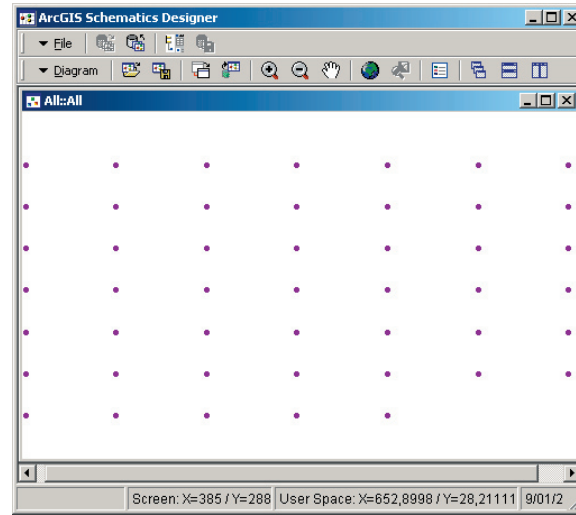 ArcGIS Schematics Designer
File
Diagram
All::All
Screen: X=385 / Y=288 User Space: X=652,8998 / Y=28,21111 9/01/2